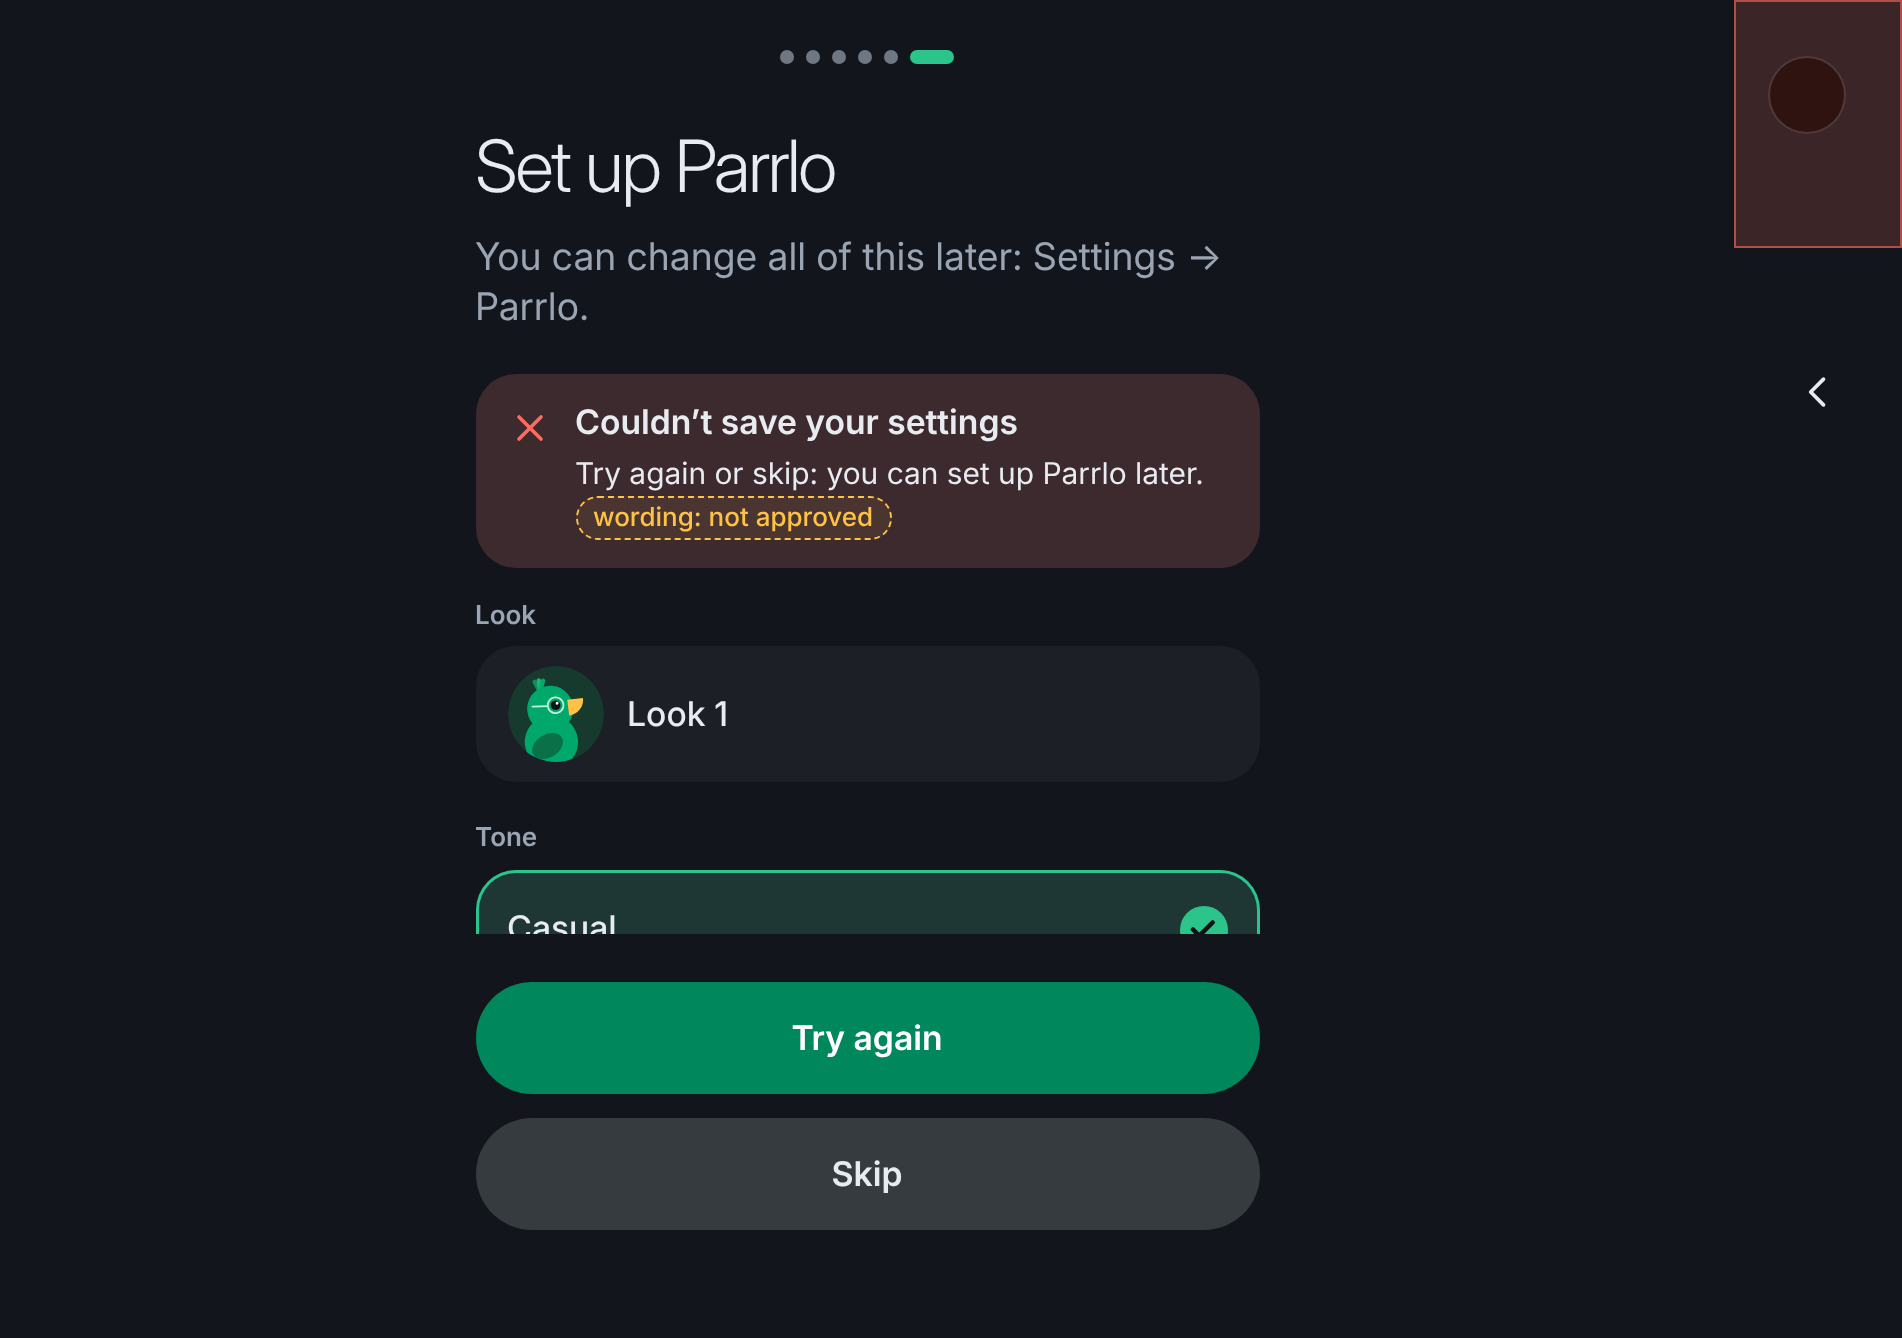 Set up Parrlo
You can change all of this later: Settings →
Parrlo.
Couldn’t save your settings
Try again or skip: you can set up Parrlo later.
wording: not approved
Look
Look 1
Tone
Casual
Try again
Skip